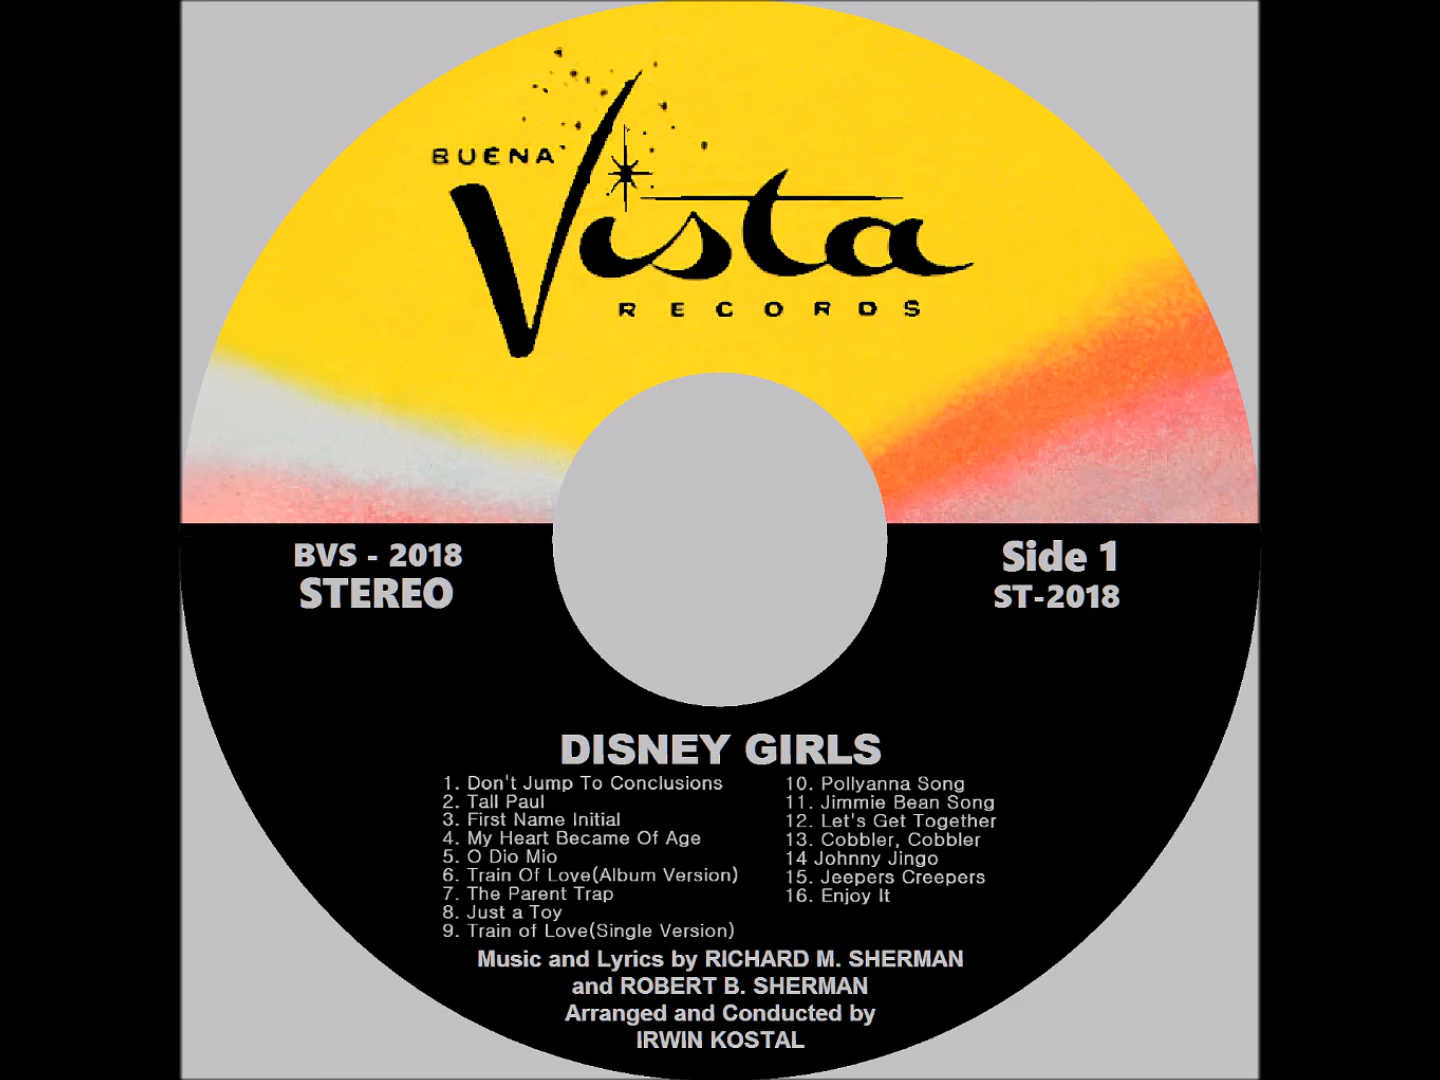 BUENA
Vista
RECORDS
BVS - 2018
STEREO
Side 1
ST-2018
DISNEY GIRLS
1. Don't Jump To Conclusions
2. Tall Paul
3. First Name Initial
4. My Heart Became Of Age
5. O Dio Mio
6. Train Of Love(Album Version)
7. The Parent Trap
8. Just a Toy
9. Train of Love(Single Version)
10. Pollyanna Song
11. Jimmie Bean Song
12. Let's Get Together
13. Cobbler, Cobbler
14 Johnny Jingo
15. Jeepers Creepers
16. Enjoy It
Music and Lyrics by RICHARD M. SHERMAN
and ROBERT B. SHERMAN
Arranged and Conducted by
IRWIN KOSTAL